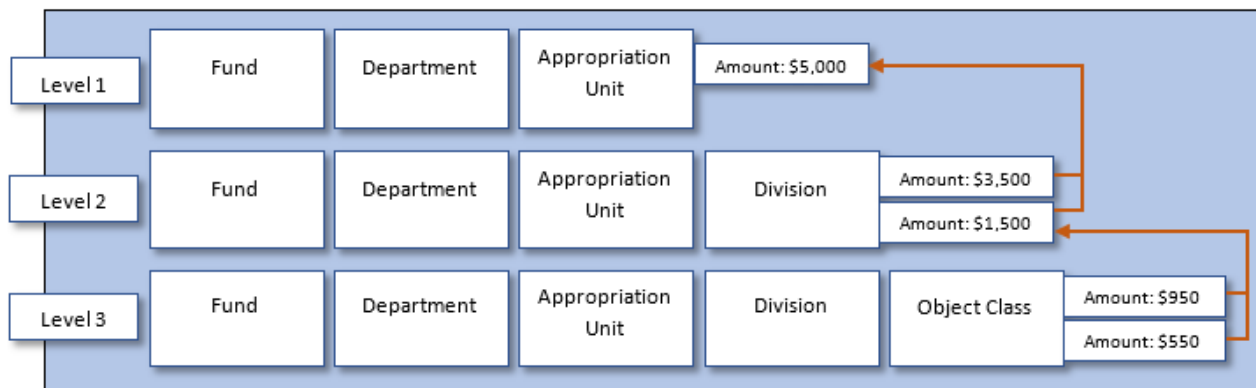 Level 1
Fund
Department
Appropriation
Unit
Amount: $5,000
Level 2
Fund
Department
Appropriation
Unit
Division
Amount: $3,500
Amount: $1,500
Level 3
Fund
Department
Appropriation
Unit
Division
Object Class
Amount: $950
Amount: $550